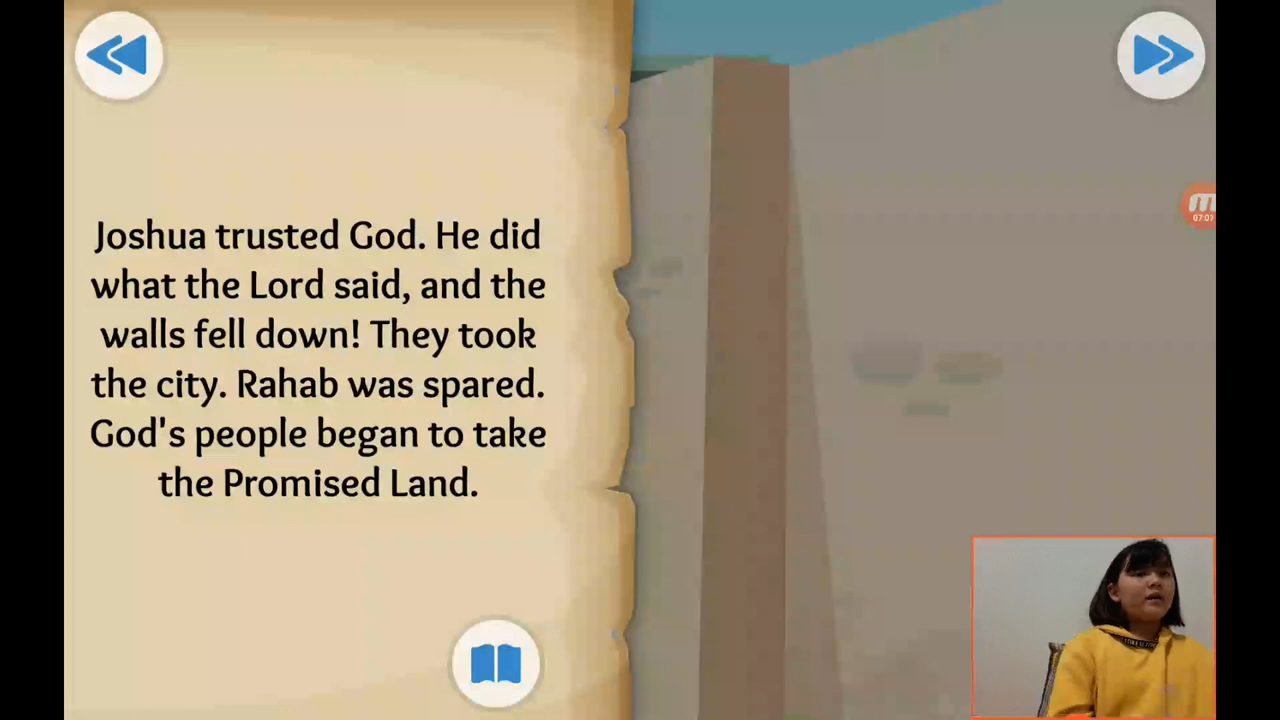 Joshua trusted God. He did
what the Lord said, and the
walls fell down! They took
the city. Rahab was spared.
God's people began to take
the Promised Land.